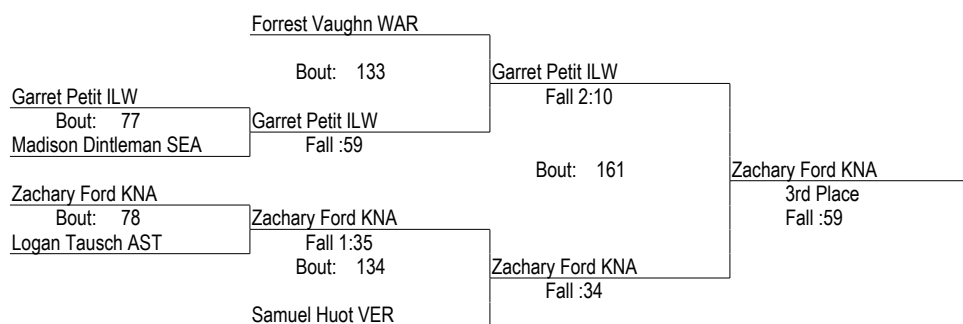 Forrest Vaughn WAR
Bout: 133
Garret Petit ILW
Fall 2:10
Garret Petit ILW
Bout: 77
Madison Dintleman SEA
Garret Petit ILW
Fall :59
Bout: 161
Zachary Ford KNA
3rd Place
Fall :59
Zachary Ford KNA
Bout: 78
Logan Tausch AST
Zachary Ford KNA
Fall 1:35
Bout: 134
Zachary Ford KNA
Fall :34
Samuel Huot VER